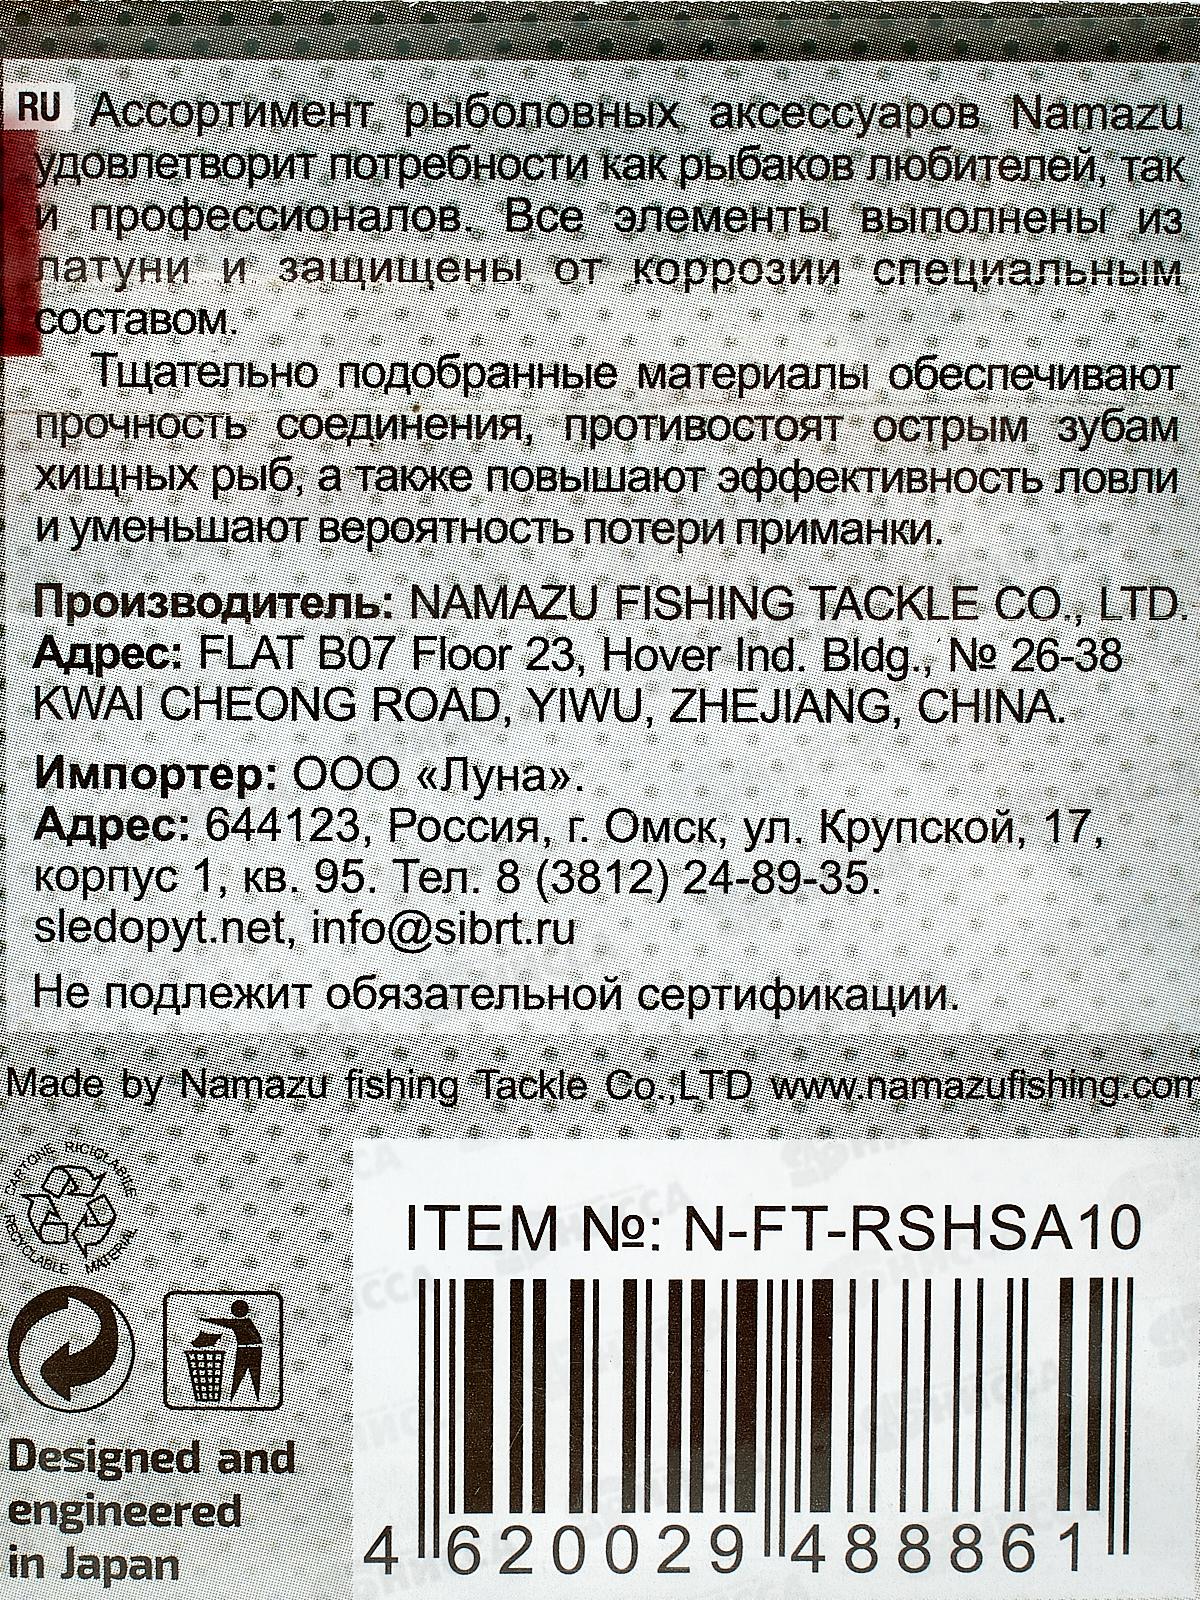 RU Ассортимент рыболовных аксессуаров Namazu
удовлетворит потребности как рыбаков любителей, так
и профессионалов. Все элементы выполнены из
латуни и защищены от коррозии специальным
составом.
Тщательно подобранные материалы обеспечивают
прочность соединения, противостоят острым зубам
хищных рыб, а также повышают эффективность ловли
и уменьшают вероятность потери приманки.
Производитель: NAMAZU FISHING TACKLE CO., LTD.
Адрес: FLAT B07 Floor 23, Hover Ind. Bldg., № 26-38
KWAI CHEONG ROAD, YIWU, ZHEJIANG, CHINA.
Импортер: ООО «Луна».
Адрес: 644123, Россия, г. Омск, ул. Крупской, 17,
корпус 1, кв. 95. Тел. 8 (3812) 24-89-35.
sledopyt.net, info@sibrt.ru
Не подлежит обязательной сертификации.
Made by Namazu fishing Tackle Co.,LTD www.namazufishing.com
CARTONE RICICLABILE
RECYCLABLE MATERIAL
ITEM №: N-FT-RSHSA10
4 620029 488861
Designed and
engineered
in Japan